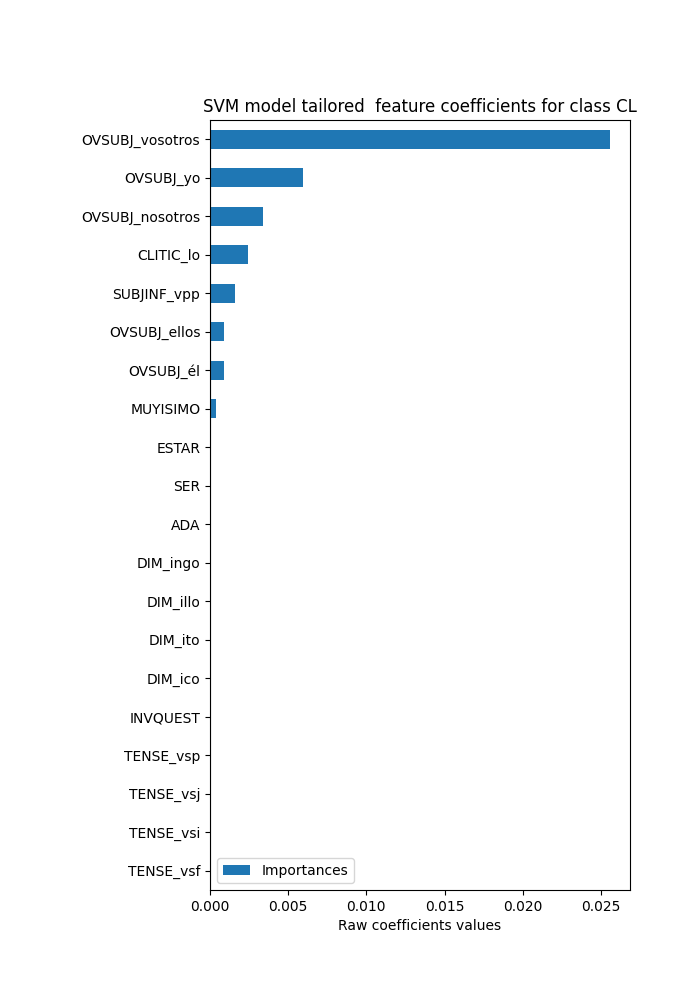 SVM model tailored  feature coefficients for class CL
OVSUBJ_vosotros
OVSUBJ_yo
OVSUBJ_nosotros
CLITIC_lo
SUBJINF_vpp
OVSUBJ_ellos
OVSUBJ_él
MUYISIMO
ESTAR
SER
ADA
DIM_ingo
DIM_illo
DIM_ito
DIM_ico
INVQUEST
TENSE_vsp
TENSE_vsj
TENSE_vsi
TENSE_vsf
Importances
0.000 0.005 0.010 0.015 0.020 0.025
Raw coefficients values